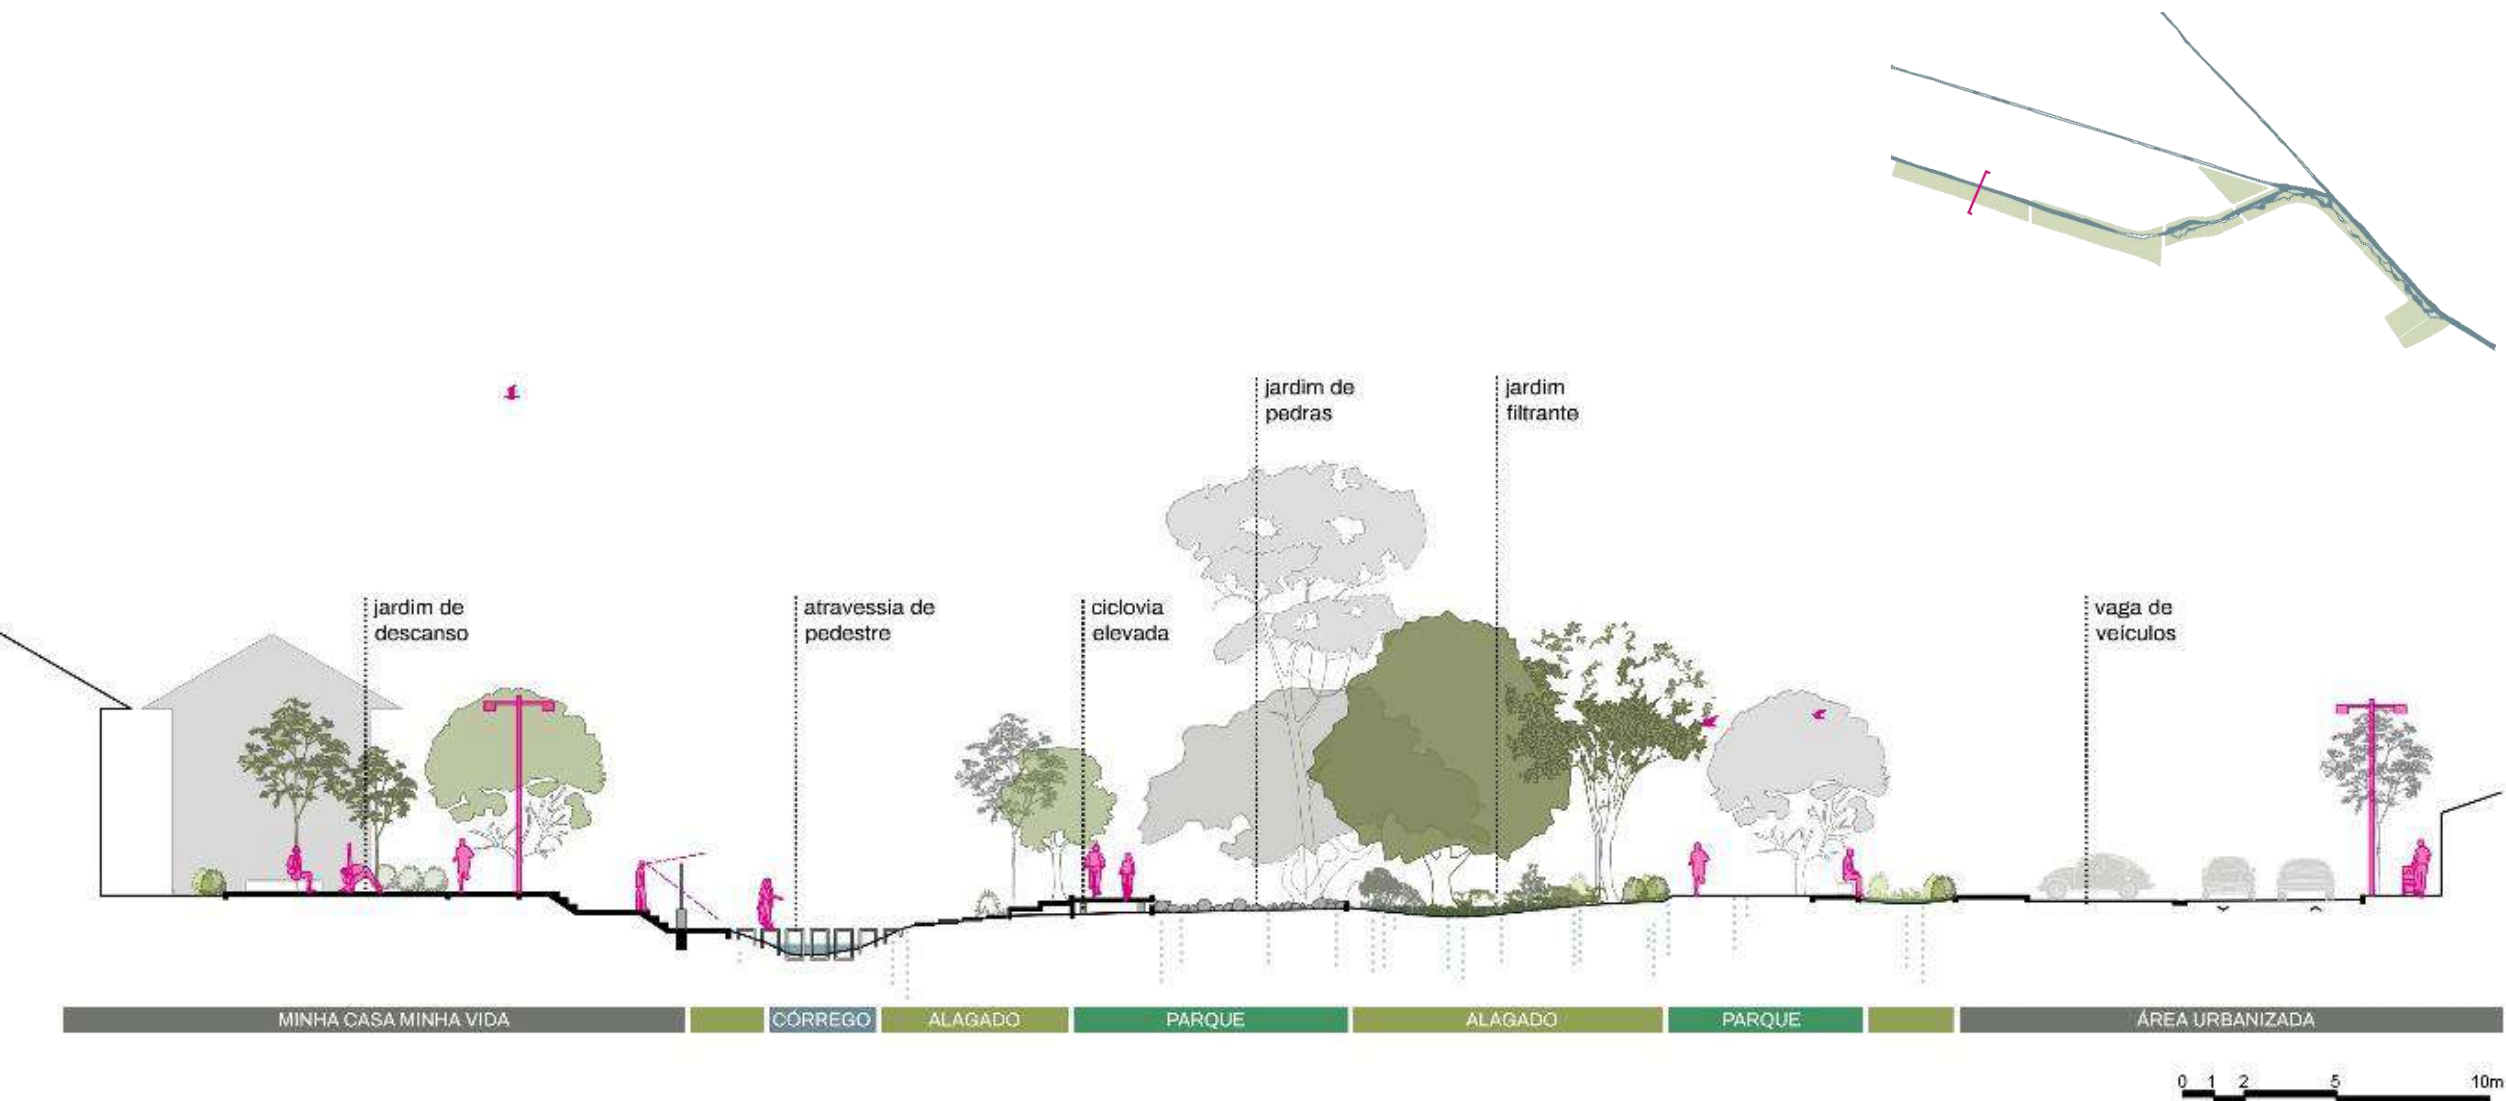 jardim de
pedras
jardim
filtrante
jardim de
descanso
atravessia de
pedestre
ciclovia
elevada
vaga de
veículos
MINHA CASA MINHA VIDA
CÓRREGO
ALAGADO
PARQUE
ALAGADO
PARQUE
ÁREA URBANIZADA
0 1 2 5 10m